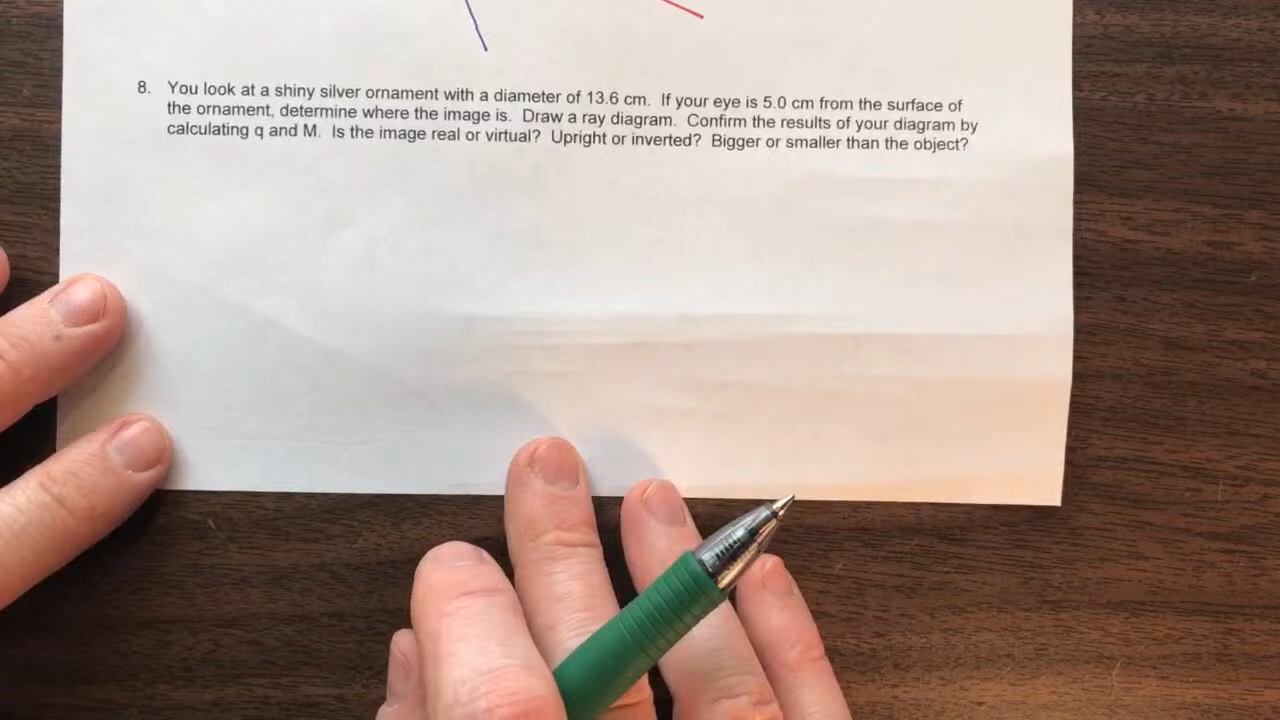 8. You look at a shiny silver ornament with a diameter of 13.6 cm. If your eye is 5.0 cm from the surface of
the ornament, determine where the image is. Draw a ray diagram. Confirm the results of your diagram by
calculating q and M. Is the image real or virtual? Upright or inverted? Bigger or smaller than the object?